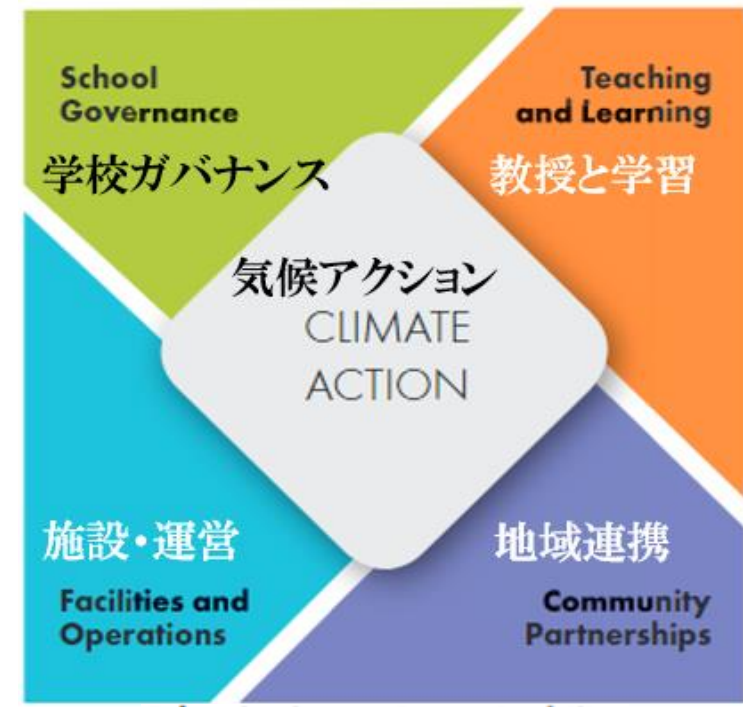 School
Governance
学校ガバナンス
Teaching
and Learning
教授と学習
気候アクション
CLIMATE
ACTION
施設・運営
Facilities and
Operations
地域連携
Community
Partnerships